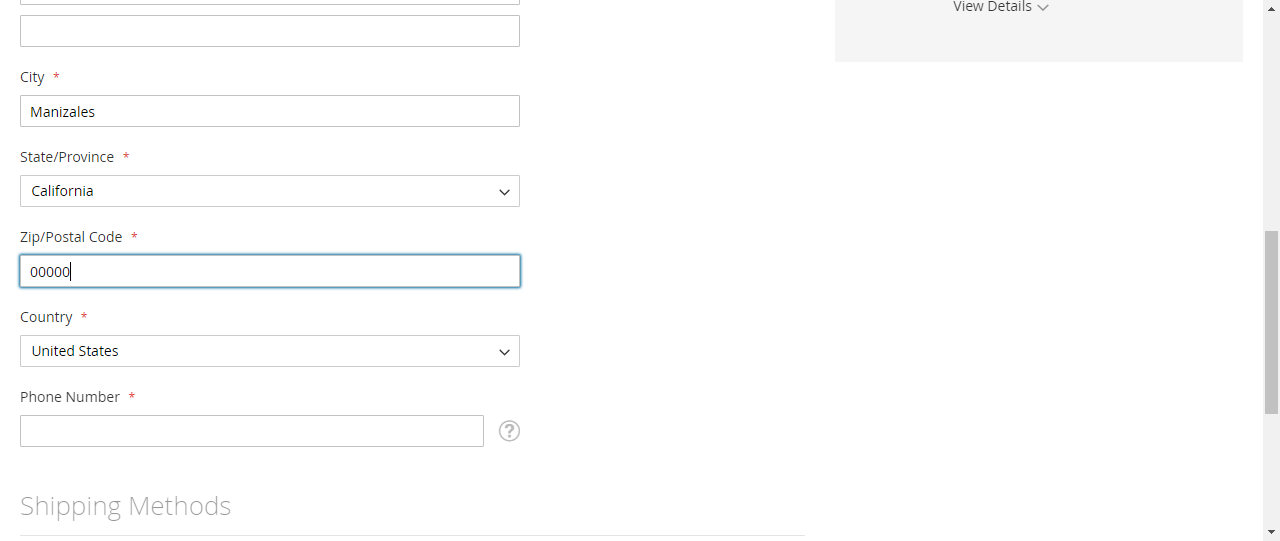 View Details
City *
Manizales
State/Province *
California
Zip/Postal Code *
00000
Country *
United States
Phone Number *
?
Shipping Methods